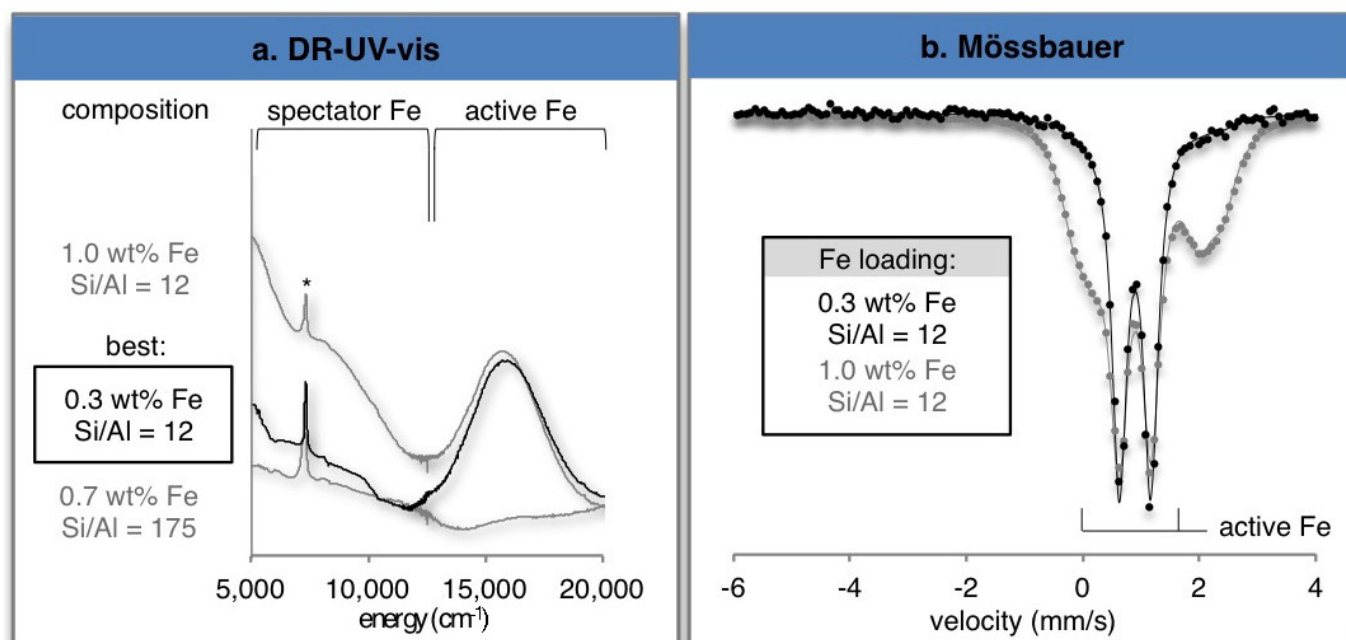 a. DR-UV-vis
composition
spectator Fe
active Fe
1.0 wt% Fe
Si/Al = 12
*
best:
0.3 wt% Fe
Si/Al = 12
0.7 wt% Fe
Si/Al = 175
5,000
10,000
15,000
20,000
energy (cm-1)
b. Mössbauer
Fe loading:
0.3 wt% Fe
Si/Al = 12
1.0 wt% Fe
Si/Al = 12
active Fe
-6
-4
-2
0
2
4
velocity (mm/s)